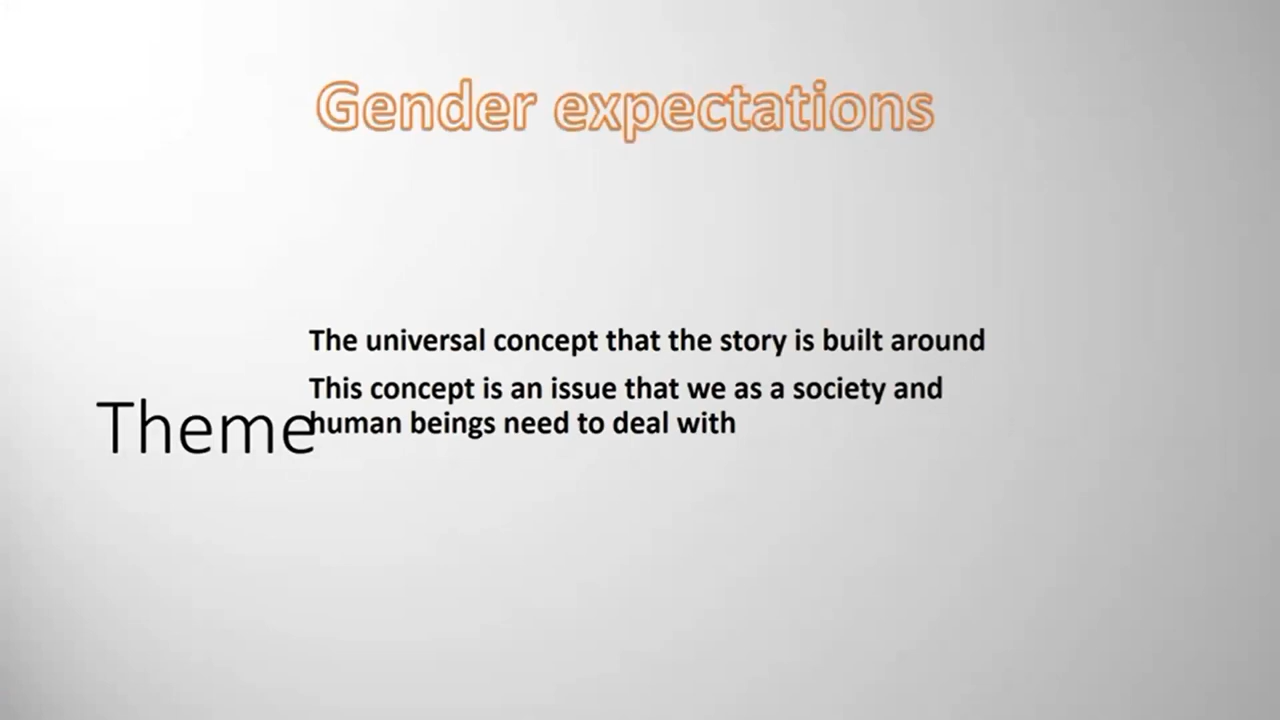 Gender expectations
The universal concept that the story is built around
This concept is an issue that we as a society and
human beings need to deal with
Theme